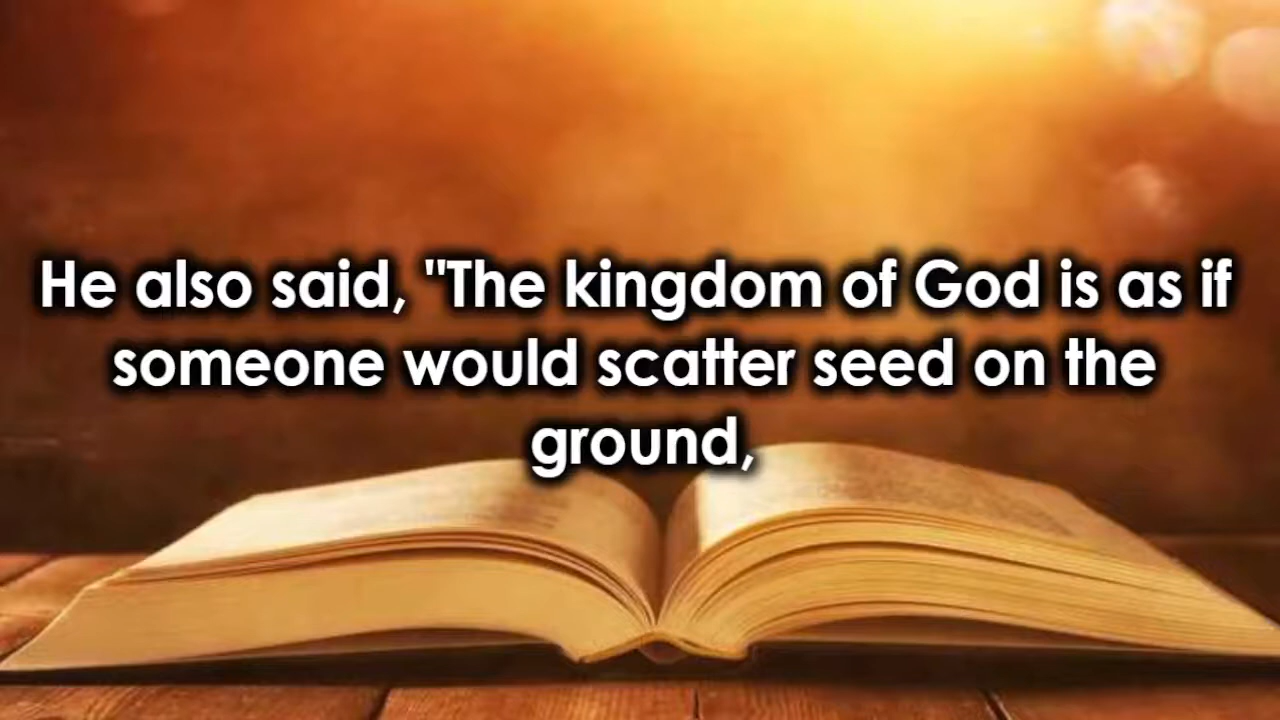 He also said, "The kingdom of God is as if
someone would scatter seed on the
ground,